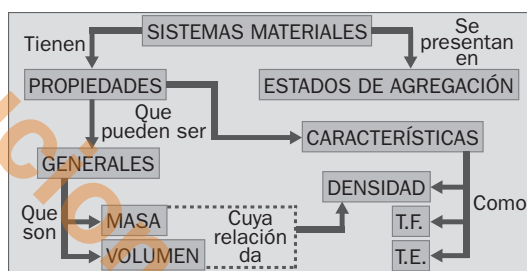 SISTEMAS MATERIALES
Tienen
Se
presentan
en
PROPIEDADES
ESTADOS DE AGREGACIÓN
Que
pueden ser
CARACTERÍSTICAS
GENERALES
DENSIDAD
Que
son
MASA
Cuya
relación
da
Como
T.F.
VOLUMEN
T.E.